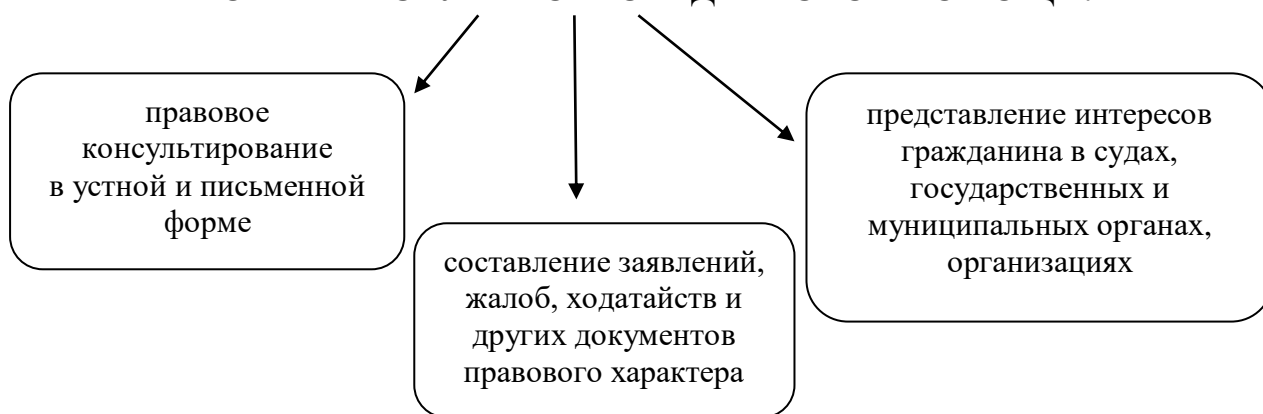 правовое
консультирование
в устной и письменной
форме
составление заявлений,
жалоб, ходатайств и
других документов
правового характера
представление интересов
гражданина в судах,
государственных и
муниципальных органах,
организациях